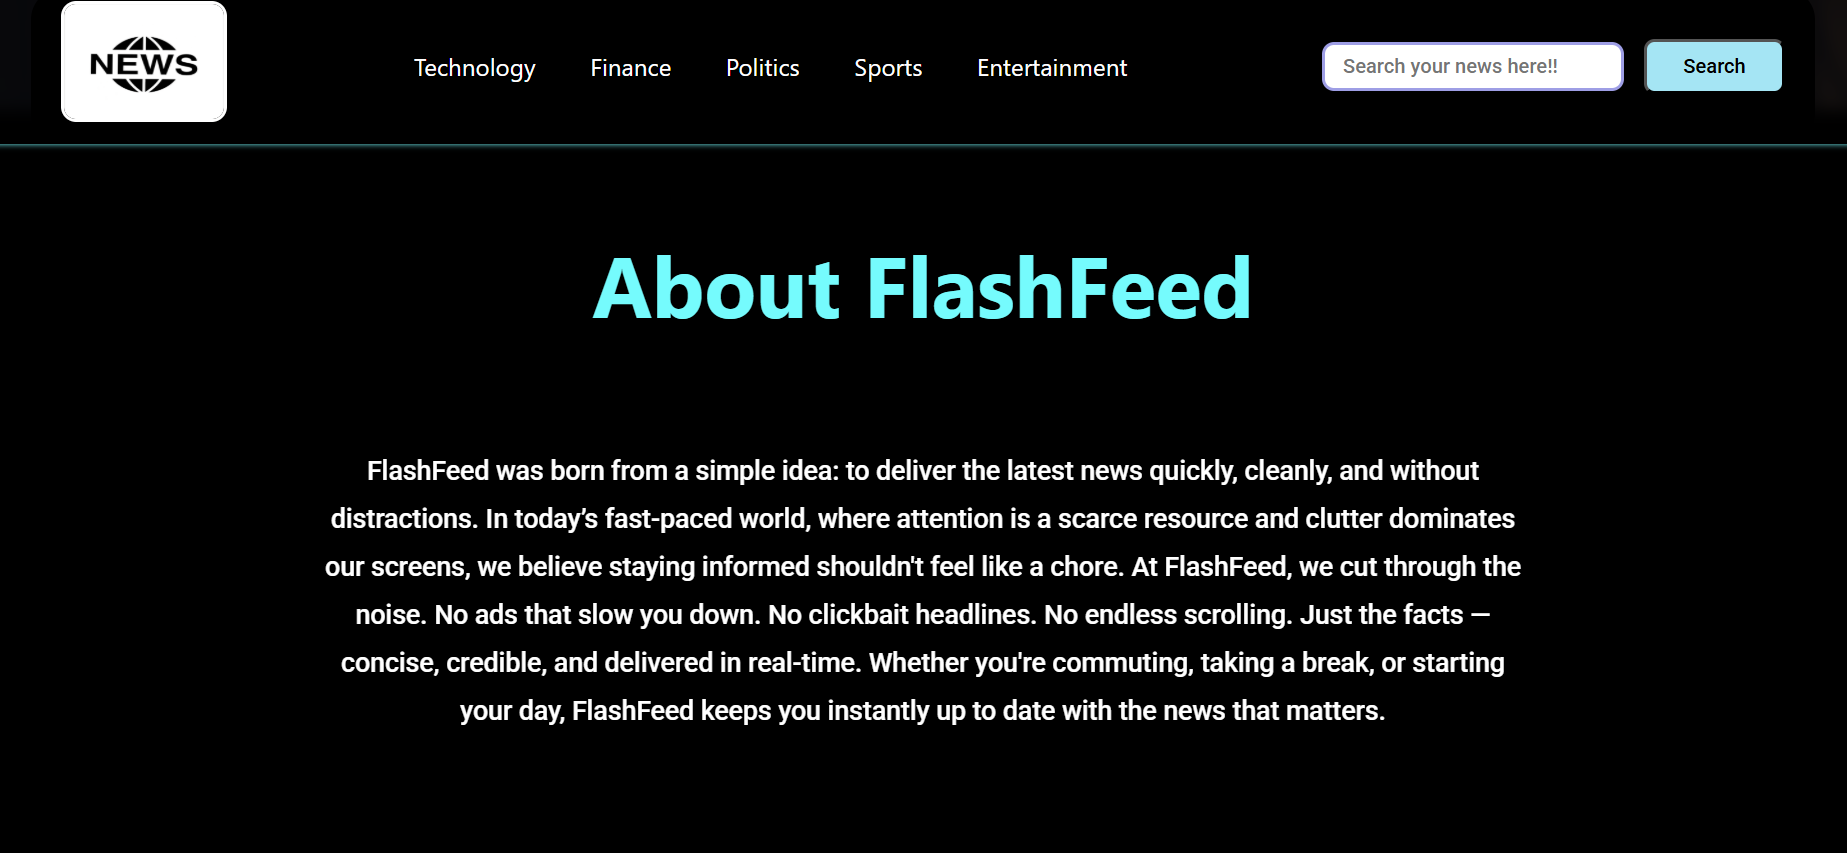 NEWS
Technology Finance Politics Sports Entertainment
Search your news here!! Search
About FlashFeed
FlashFeed was born from a simple idea: to deliver the latest news quickly, cleanly, and without
distractions. In today’s fast-paced world, where attention is a scarce resource and clutter dominates
our screens, we believe staying informed shouldn't feel like a chore. At FlashFeed, we cut through the
noise. No ads that slow you down. No clickbait headlines. No endless scrolling. Just the facts —
concise, credible, and delivered in real-time. Whether you're commuting, taking a break, or starting
your day, FlashFeed keeps you instantly up to date with the news that matters.